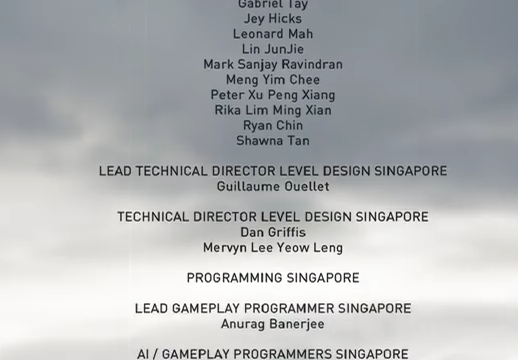 Gabriel Tay
Jey Hicks
Leonard Mah
Lin JunJie
Mark Sanjay Ravindran
Meng Yim Chee
Peter Xu Peng Xiang
Rika Lim Ming Xian
Ryan Chin
Shawna Tan
LEAD TECHNICAL DIRECTOR LEVEL DESIGN SINGAPORE
Guillaume Ouellet
TECHNICAL DIRECTOR LEVEL DESIGN SINGAPORE
Dan Griffis
Mervyn Lee Yeow Leng
PROGRAMMING SINGAPORE
LEAD GAMEPLAY PROGRAMMER SINGAPORE
Anurag Banerjee
AI / GAMEPLAY PROGRAMMERS SINGAPORE